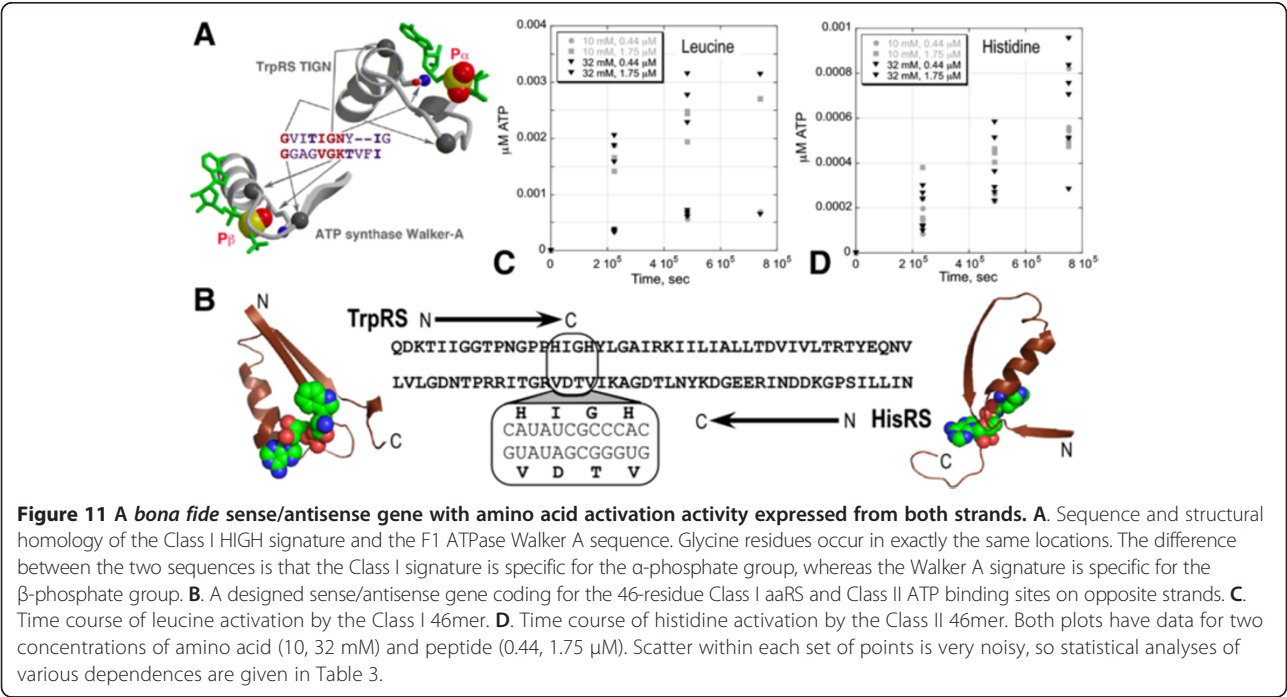 A
TrpRS TIGN
Pα
GVITIGNY--IG
GGAGVGKTVFI
Pβ
ATP synthase Walker-A
C
0.004
0.003
0.002
0.001
0
μM ATP
10 mM, 0.44 μM
10 mM, 1.75 μM
32 mM, 0.44 μM
32 mM, 1.75 μM
Leucine
0 2 10⁵ 4 10⁵ 6 10⁵ 8 10⁵
Time, sec
D
0.001
0.0008
0.0006
0.0004
0.0002
0
μM ATP
10 mM, 0.44 μM
10 mM, 1.75 μM
32 mM, 0.44 μM
32 mM, 1.75 μM
Histidine
0 2 10⁵ 4 10⁵ 6 10⁵ 8 10⁵
Time, sec
B
N
C
TrpRS N C
QDKTIIGGTPNGPPHIGHYLGAIRKIILIALLTDVIVLTRTYEQNV
LVLGDNTPRRITGRVDTVIKAGDTLNYKDGEERINDDKGPSILLIN
C N HisRS
H I G H
CAUAUCGCCCAC
GUAUAGCGGGUG
V D T V
C
N
Figure 11 A bona fide sense/antisense gene with amino acid activation activity expressed from both strands. A. Sequence and structural
homology of the Class I HIGH signature and the F1 ATPase Walker A sequence. Glycine residues occur in exactly the same locations. The difference
between the two sequences is that the Class I signature is specific for the α-phosphate group, whereas the Walker A signature is specific for the
β-phosphate group. B. A designed sense/antisense gene coding for the 46-residue Class I aaRS and Class II ATP binding sites on opposite strands. C.
Time course of leucine activation by the Class I 46mer. D. Time course of histidine activation by the Class II 46mer. Both plots have data for two
concentrations of amino acid (10, 32 mM) and peptide (0.44, 1.75 μM). Scatter within each set of points is very noisy, so statistical analyses of
various dependences are given in Table 3.